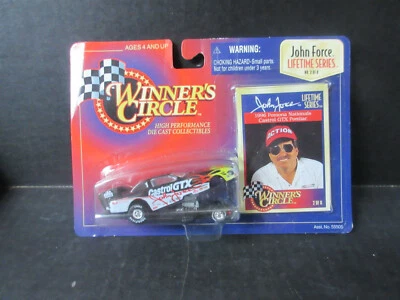 AGES 4 AND UP
WARNING:
CHOKING HAZARD-Small parts.
Not for children under 3 years.
John Force
LIFETIME SERIES
WINNER'S
CIRCLE
HIGH PERFORMANCE
DIE-CAST COLLECTIBLES
Castrol GTX
John Force
LIFETIME
SERIES
1996 Pomona Nationals
Castrol GTX Pontiac
ACTION
WINNER'S
CIRCLE